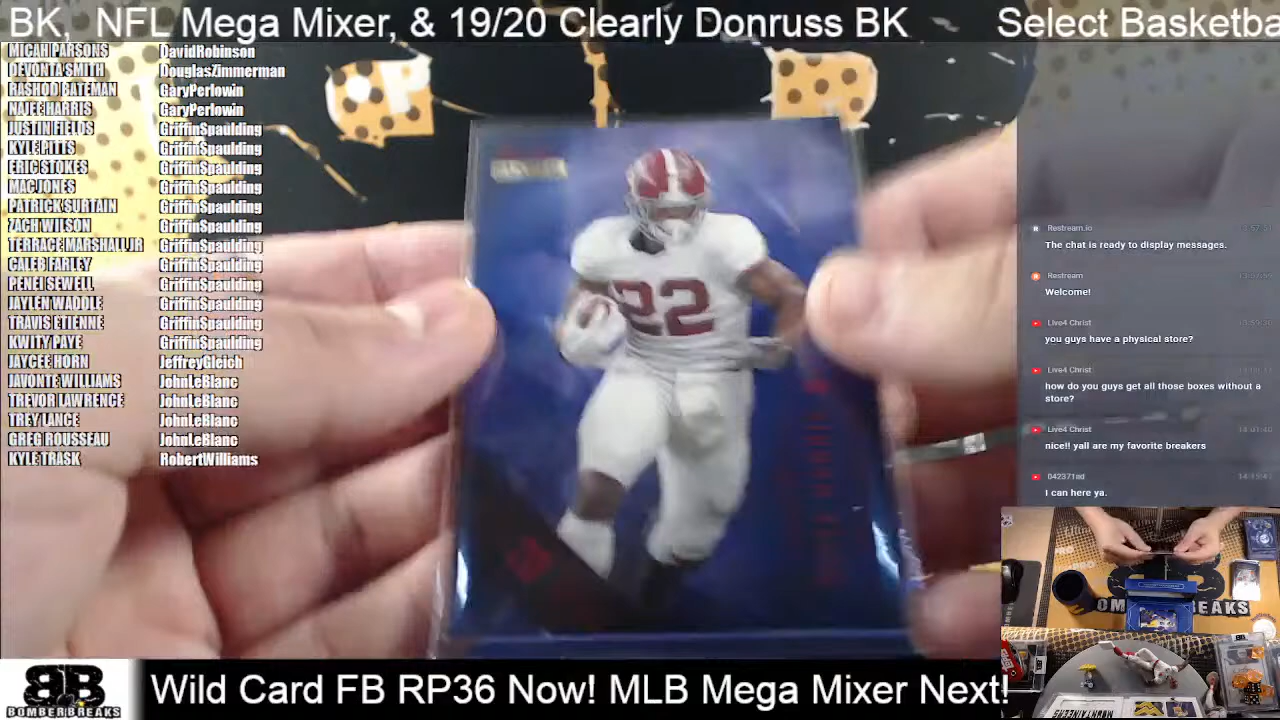 BK, NFL Mega Mixer, & 19/20 Clearly Donruss BK Select Basketba
MICAH PARSONS DavidRobinson
DEVONTA SMITH DouglasZimmerman
RASHOD BATEMAN GaryPerlowin
NAJEE HARRIS GaryPerlowin
JUSTIN FIELDS GriffinSpaulding
KYLE PITTS GriffinSpaulding
ERIC STOKES GriffinSpaulding
MAC JONES GriffinSpaulding
PATRICK SURTAIN GriffinSpaulding
ZACH WILSON GriffinSpaulding
TERRACE MARSHALL JR GriffinSpaulding
CALEB FARLEY GriffinSpaulding
PENEI SEWELL GriffinSpaulding
JAYLEN WADDLE GriffinSpaulding
TRAVIS ETIENNE GriffinSpaulding
KWITY PAYE GriffinSpaulding
JAYCEE HORN JeffreyGleich
JAVONTE WILLIAMS JohnLeBlanc
TREVOR LAWRENCE JohnLeBlanc
TREY LANCE JohnLeBlanc
GREG ROUSSEAU JohnLeBlanc
KYLE TRASK RobertWilliams
22
Restream.io
The chat is ready to display messages.
Restream
Welcome!
Live4 Christ
you guys have a physical store?
Live4 Christ
how do you guys get all those boxes without a
store?
Live4 Christ
nice!! yall are my favorite breakers
I can here ya.
BREAKS
MOUNTAINEERS
BB
BOMBERBREAKS
Wild Card FB RP36 Now! MLB Mega Mixer Next!